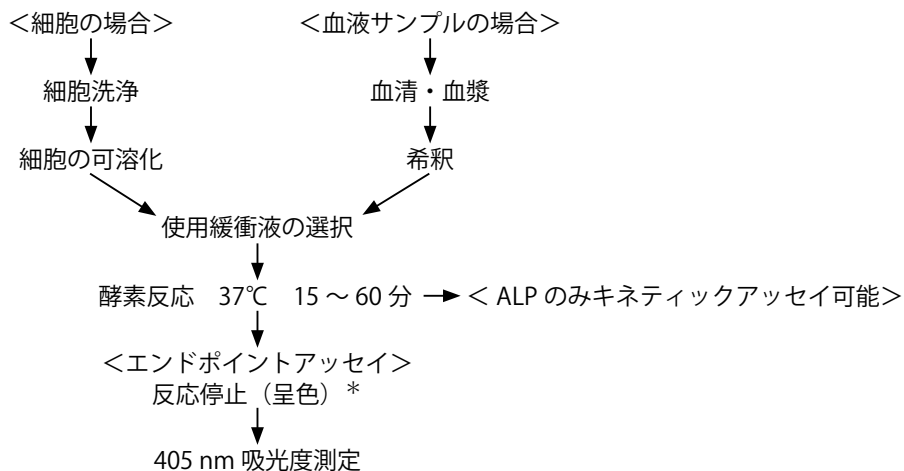 ＜細胞の場合＞
＜血液サンプルの場合＞
細胞洗浄
血清・血漿
細胞の可溶化
希釈
使用緩衝液の選択
酵素反応　37℃　15 ～ 60 分
＜ ALP のみキネティックアッセイ可能＞
＜エンドポイントアッセイ＞
反応停止（呈色）＊
405 nm 吸光度測定